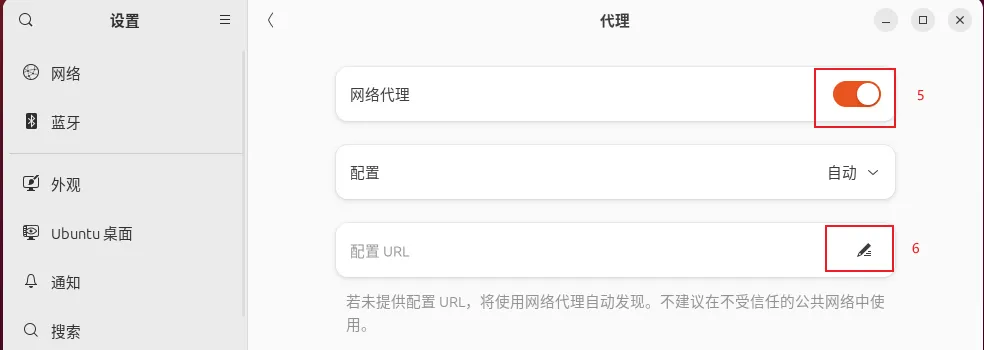 设置
代理
网络
网络代理
5
蓝牙
配置
自动
外观
Ubuntu 桌面
配置 URL
6
通知
若未提供配置 URL，将使用网络代理自动发现。不建议在不受信任的公共网络中使
用。
搜索